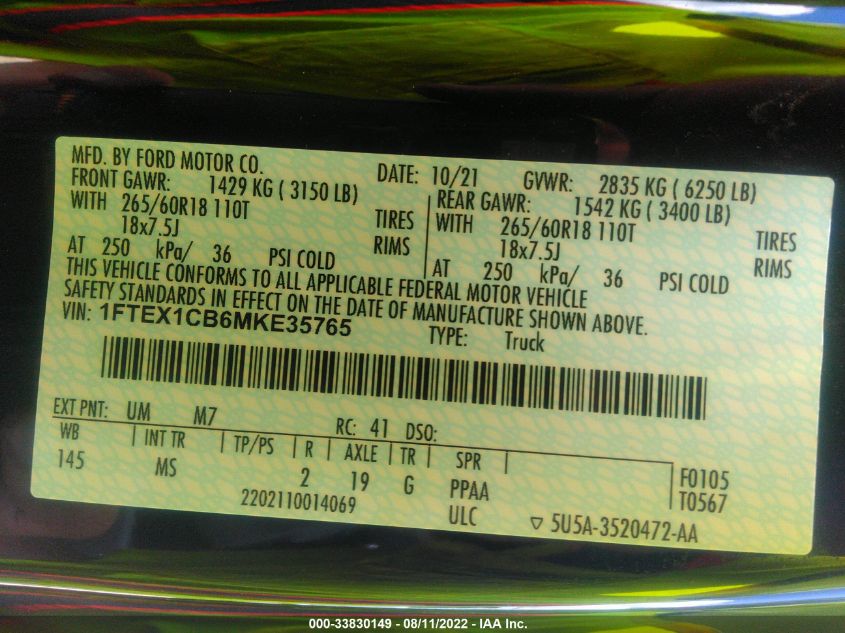 MFD. BY FORD MOTOR CO. DATE: 10/21 GVWR: 2835 KG ( 6250 LB)
FRONT GAWR: 1429 KG ( 3150 LB) REAR GAWR: 1542 KG ( 3400 LB)
WITH 265/60R18 110T TIRES WITH 265/60R18 110T TIRES
18x7.5J RIMS 18x7.5J RIMS
AT 250 kPa/ 36 PSI COLD AT 250 kPa/ 36 PSI COLD
THIS VEHICLE CONFORMS TO ALL APPLICABLE FEDERAL MOTOR VEHICLE
SAFETY STANDARDS IN EFFECT ON THE DATE OF MANUFACTURE SHOWN ABOVE.
VIN: 1FTEX1CB6MKE35765 TYPE: Truck
EXT PNT: UM M7 RC: 41 DSO:
WB INT TR TP/PS R AXLE TR SPR
145 MS 2 19 G PPAA F0105
2202110014069 ULC T0567
5U5A-3520472-AA
000-33830149 - 08/11/2022 - IAA Inc.